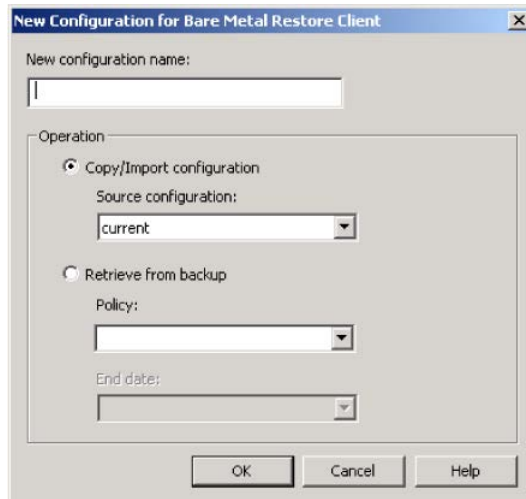 New Configuration for Bare Metal Restore Client
New configuration name:
Operation
Copy/Import configuration
Source configuration:
current
Retrieve from backup
Policy:
End date:
OK Cancel Help